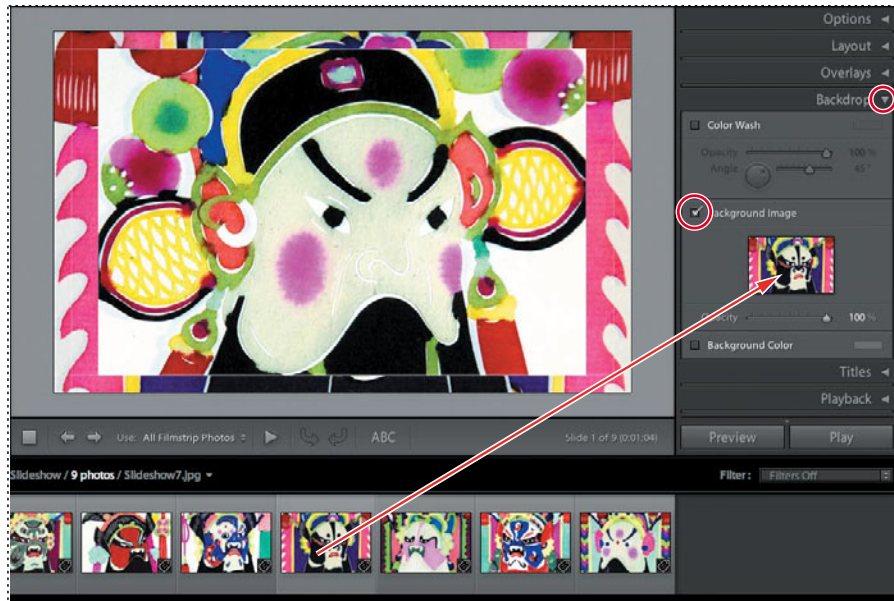 Options
Layout
Overlays
Backdrop
Color Wash
Opacity 100 %
Angle 45 °
Background Image
Opacity 100 %
Background Color
Titles
Playback
Use: All Filmstrip Photos
ABC
Slide 1 of 9 (0:01:04)
Preview
Play
Slideshow / 9 photos / Slideshow7.jpg
Filter :
Filters Off